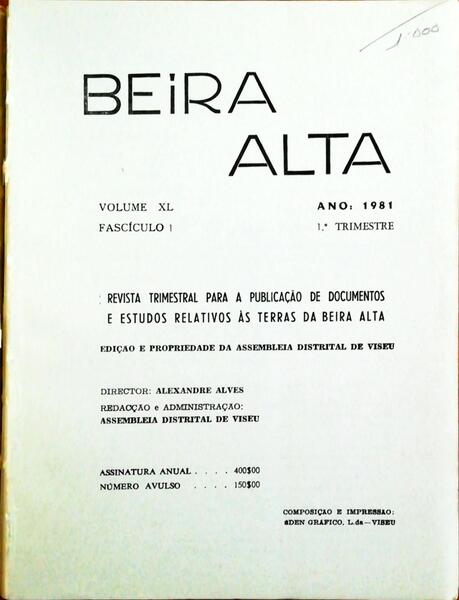 1.000
BEiRA
ALTA
VOLUME XL
ANO: 1981
FASCÍCULO 1
1.º TRIMESTRE
REVISTA TRIMESTRAL PARA A PUBLICAÇÃO DE DOCUMENTOS
E ESTUDOS RELATIVOS ÀS TERRAS DA BEIRA ALTA
EDIÇÃO E PROPRIEDADE DA ASSEMBLEIA DISTRITAL DE VISEU
DIRECTOR: ALEXANDRE ALVES
REDACÇÃO e ADMINISTRAÇÃO:
ASSEMBLEIA DISTRITAL DE VISEU
ASSINATURA ANUAL . . . . 400$00
NÚMERO AVULSO . . . . 150$00
COMPOSIÇÃO E IMPRESSÃO:
EDEN GRÁFICO, L.da—VISEU